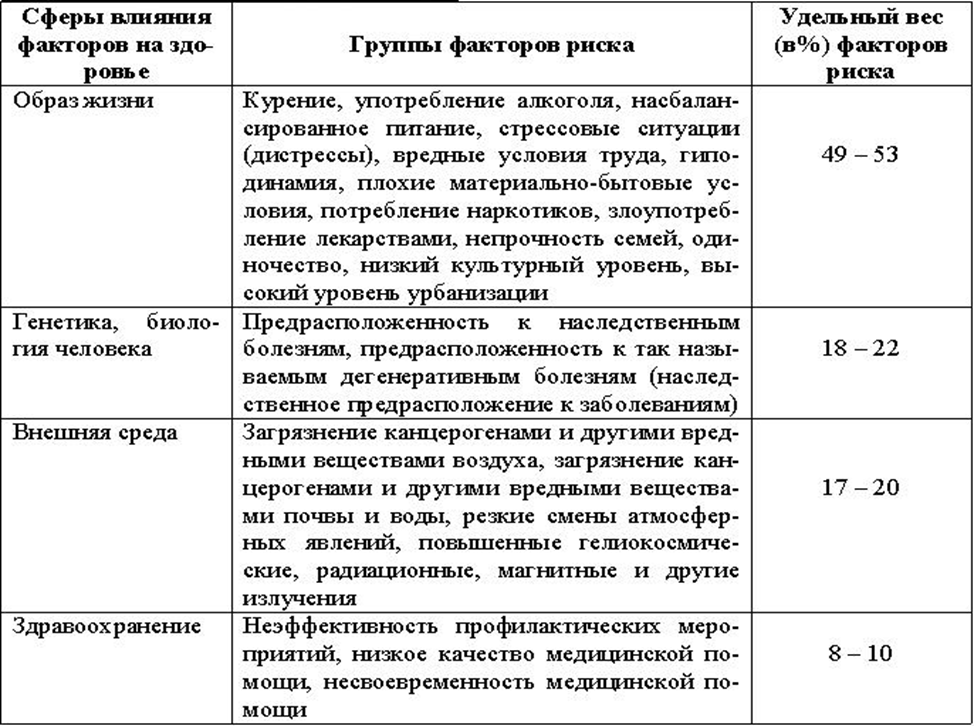 Сферы влияния
факторов на здо-
ровье
Группы факторов риска
Удельный вес
(в%) факторов
риска
Образ жизни
Курение, употребление алкоголя, насбалан-
сированное питание, стрессовые ситуации
(дистрессы), вредные условия труда, гипо-
динамия, плохие материально-бытовые ус-
ловия, потребление наркотиков, злоупотреб-
ление лекарствами, непрочность семей, оди-
ночество, низкий культурный уровень, вы-
сокий уровень урбанизации
49 – 53
Генетика, биоло-
гия человека
Предрасположенность к наследственным
болезням, предрасположенность к так назы-
ваемым дегенеративным болезням (наслед-
ственное предрасположение к заболеваниям)
18 – 22
Внешняя среда
Загрязнение канцерогенами и другими вред-
ными веществами воздуха, загрязнение кан-
церогенами и другими вредными вещества-
ми почвы и воды, резкие смены атмосфер-
ных явлений, повышенные гелиокосмиче-
ские, радиационные, магнитные и другие
излучения
17 – 20
Здравоохранение
Неэффективность профилактических меро-
приятий, низкое качество медицинской по-
мощи, несвоевременность медицинской по-
мощи
8 – 10